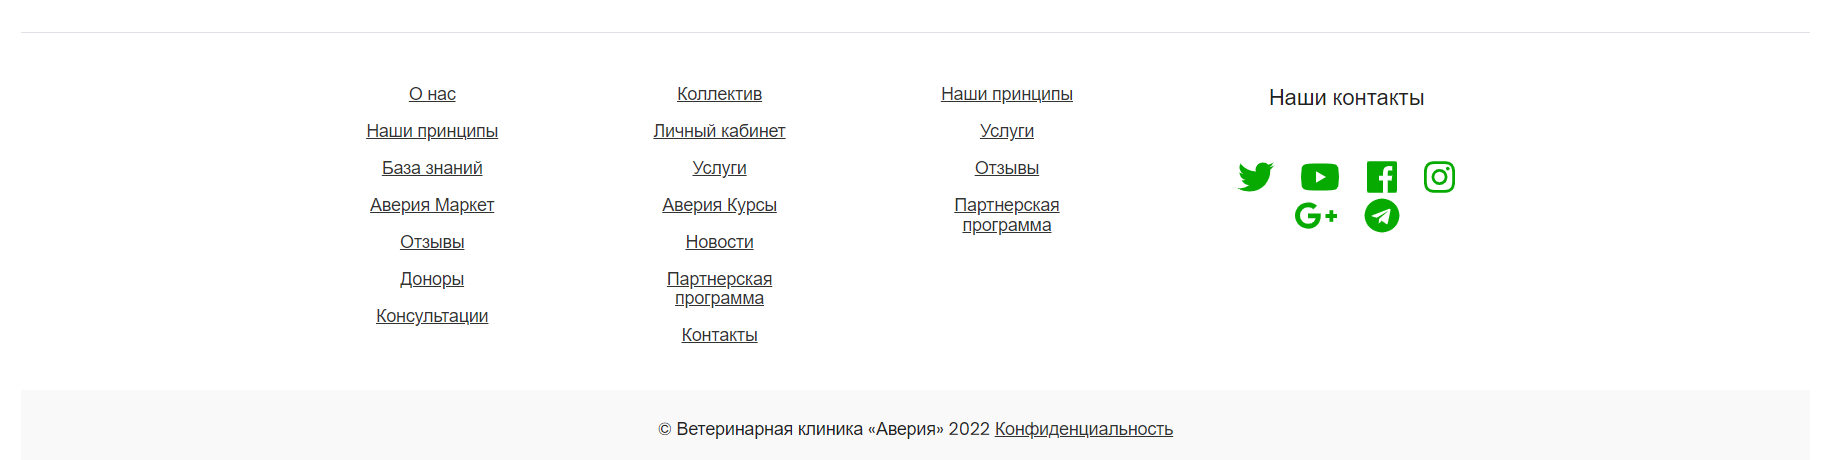 О нас
Наши принципы
База знаний
Аверия Маркет
Отзывы
Доноры
Консультации
Коллектив
Личный кабинет
Услуги
Аверия Курсы
Новости
Партнерская
программа
Контакты
Наши принципы
Услуги
Отзывы
Партнерская
программа
Наши контакты
© Ветеринарная клиника «Аверия» 2022 Конфиденциальность